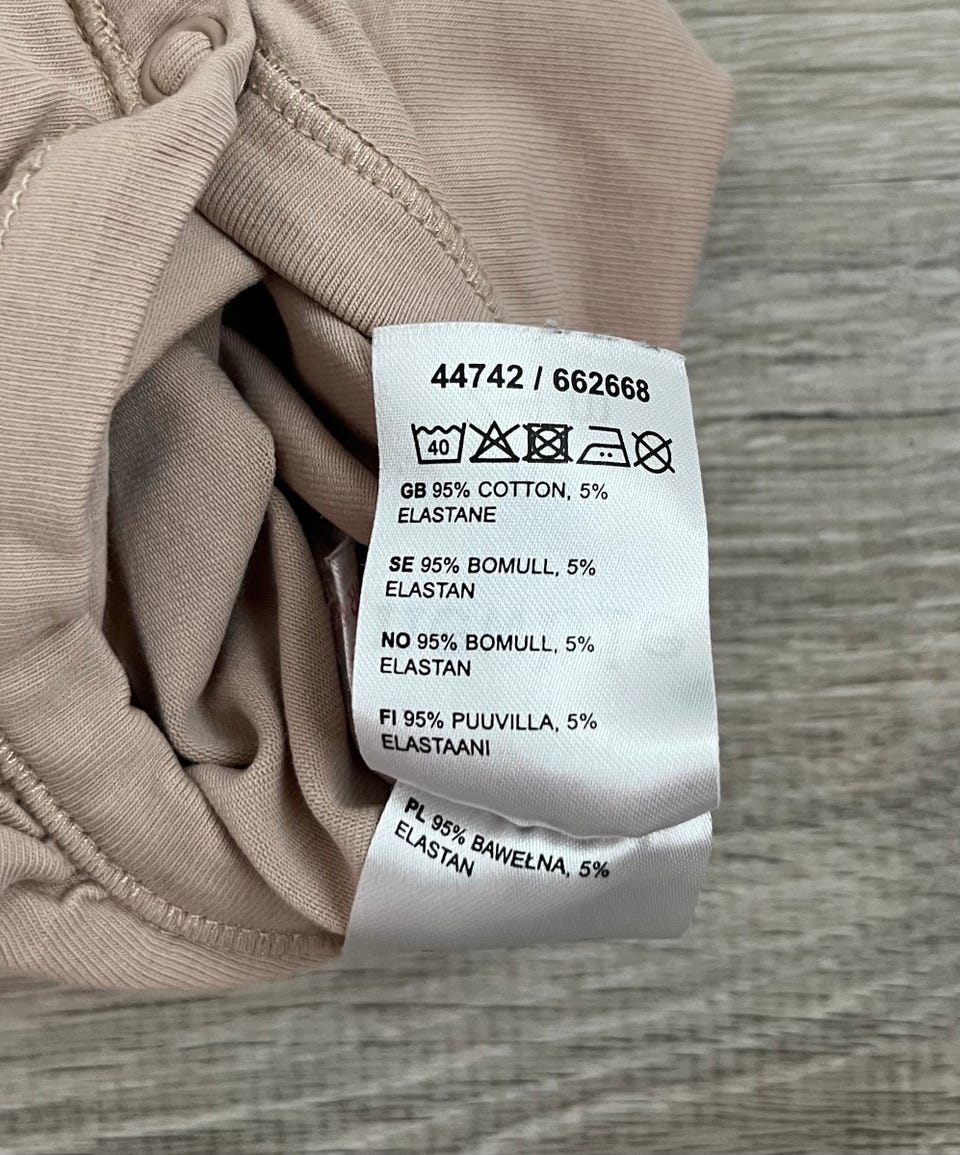 44742 / 662668
40
GB 95% COTTON, 5%
ELASTANE
SE 95% BOMULL, 5%
ELASTAN
NO 95% BOMULL, 5%
ELASTAN
FI 95% PUUVILLA, 5%
ELASTAANI
PL 95% BAWEŁNA, 5%
ELASTAN